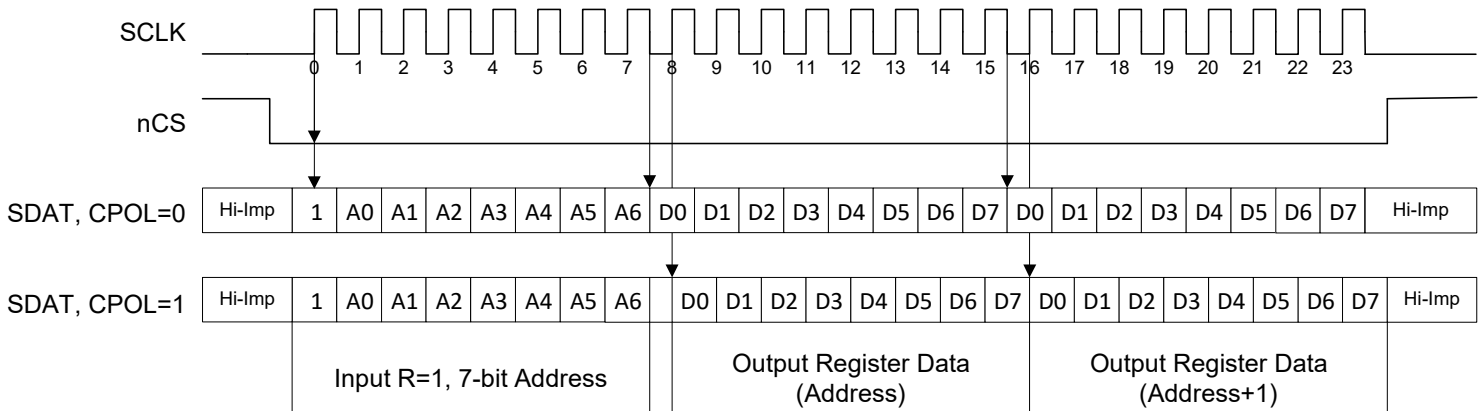 SCLK
0 1 2 3 4 5 6 7 8 9 10 11 12 13 14 15 16 17 18 19 20 21 22 23
nCS
SDAT, CPOL=0 Hi-Imp 1 A0 A1 A2 A3 A4 A5 A6 D0 D1 D2 D3 D4 D5 D6 D7 D0 D1 D2 D3 D4 D5 D6 D7 Hi-Imp
SDAT, CPOL=1 Hi-Imp 1 A0 A1 A2 A3 A4 A5 A6 D0 D1 D2 D3 D4 D5 D6 D7 D0 D1 D2 D3 D4 D5 D6 D7 Hi-Imp
Input R=1, 7-bit Address
Output Register Data
(Address)
Output Register Data
(Address+1)